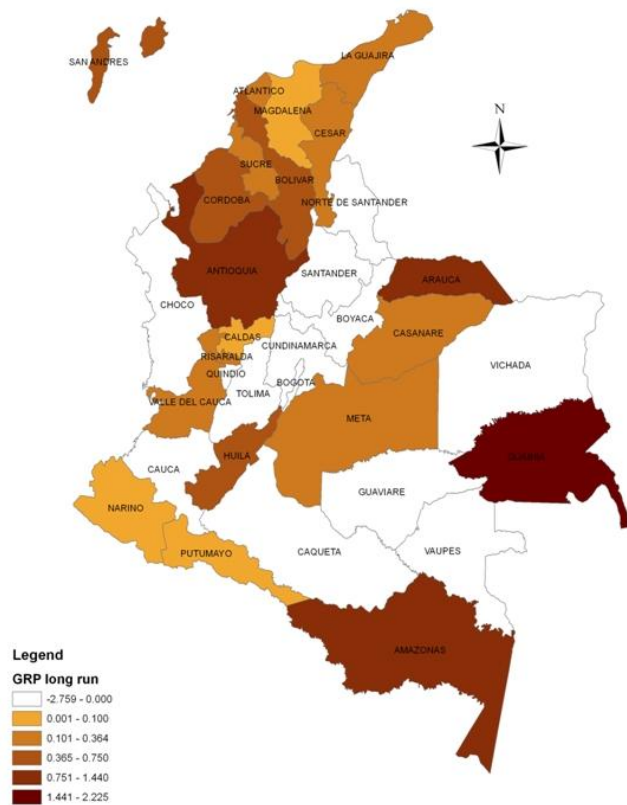 N
SAN ANDRES
LA GUAJIRA
ATLANTICO
MAGDALENA
CESAR
SUCRE
BOLIVAR
CORDOBA
NORTE DE SANTANDER
ANTIOQUIA
SANTANDER
ARAUCA
CHOCO
BOYACA
CASANARE
CALDAS
CUNDINAMARCA
RISARALDA
VICHADA
QUINDIO
BOGOTA
TOLIMA
VALLE DEL CAUCA
META
HUILA
GUAINIA
CAUCA
GUAVIARE
NARINO
PUTUMAYO
CAQUETA
VAUPES
AMAZONAS
Legend
GRP long run
-2.759 - 0.000
0.001 - 0.100
0.101 - 0.364
0.365 - 0.750
0.751 - 1.440
1.441 - 2.225